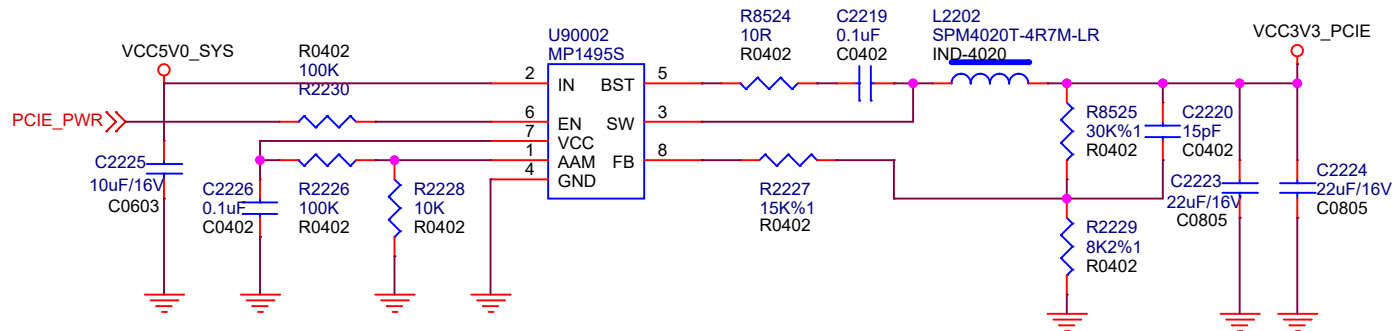 VCC5V0_SYS
PCIE_PWR
R0402
100K
R2230
C2225
10uF/16V
C0603
C2226
0.1uF
C0402
R2226
100K
R0402
R2228
10K
R0402
U90002
MP1495S
2
IN
6
EN
7
VCC
1
AAM
4
GND
BST
5
SW
3
FB
8
R8524
10R
R0402
C2219
0.1uF
C0402
L2202
SPM4020T-4R7M-LR
IND-4020
R2227
15K%1
R0402
R8525
30K%1
R0402
C2220
15pF
C0402
R2229
8K2%1
R0402
C2223
22uF/16V
C0805
C2224
22uF/16V
C0805
VCC3V3_PCIE